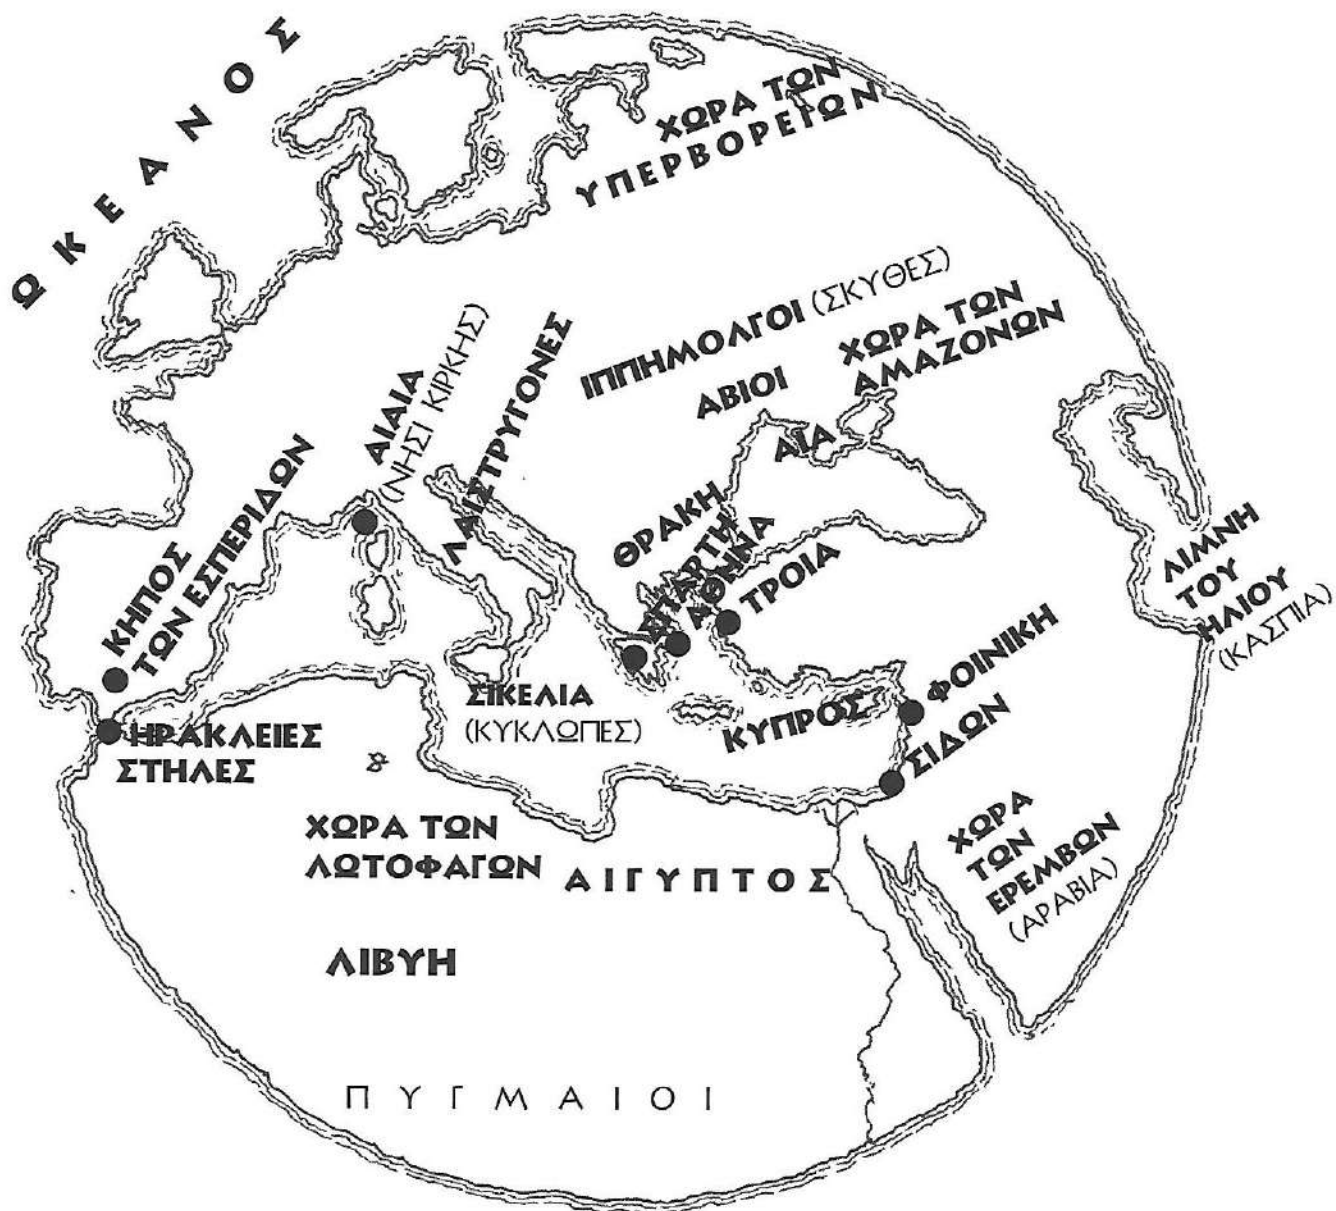 ΩΚΕΑΝΟΣ
ΧΩΡΑ ΤΩΝ
ΥΠΕΡΒΟΡΕΙΩΝ
ΙΠΠΗΜΟΛΓΟΙ (ΣΚΥΘΕΣ)
ΧΩΡΑ ΤΩΝ
ΑΜΑΖΟΝΩΝ
ΑΒΙΟΙ
ΑΙΑ
ΑΙΑΙΑ
(ΝΗΣΙ ΚΙΡΚΗΣ)
ΛΑΙΣΤΡΥΓΟΝΕΣ
ΚΗΠΟΣ
ΤΩΝ ΕΣΠΕΡΙΔΩΝ
ΘΡΑΚΗ
ΣΠΑΡΤΗ
ΑΘΗΝΑ
ΤΡΟΙΑ
ΛΙΜΝΗ
ΤΟΥ
ΗΛΙΟΥ
(ΚΑΣΠΙΑ)
ΗΡΑΚΛΕΙΕΣ
ΣΤΗΛΕΣ
ΣΙΚΕΛΙΑ
(ΚΥΚΛΩΠΕΣ)
ΚΥΠΡΟΣ
ΦΟΙΝΙΚΗ
ΣΙΔΩΝ
ΧΩΡΑ ΤΩΝ
ΛΩΤΟΦΑΓΩΝ
ΑΙΓΥΠΤΟΣ
ΧΩΡΑ
ΤΩΝ
ΕΡΕΜΒΩΝ
(ΑΡΑΒΙΑ)
ΛΙΒΥΗ
ΠΥΓΜΑΙΟΙ